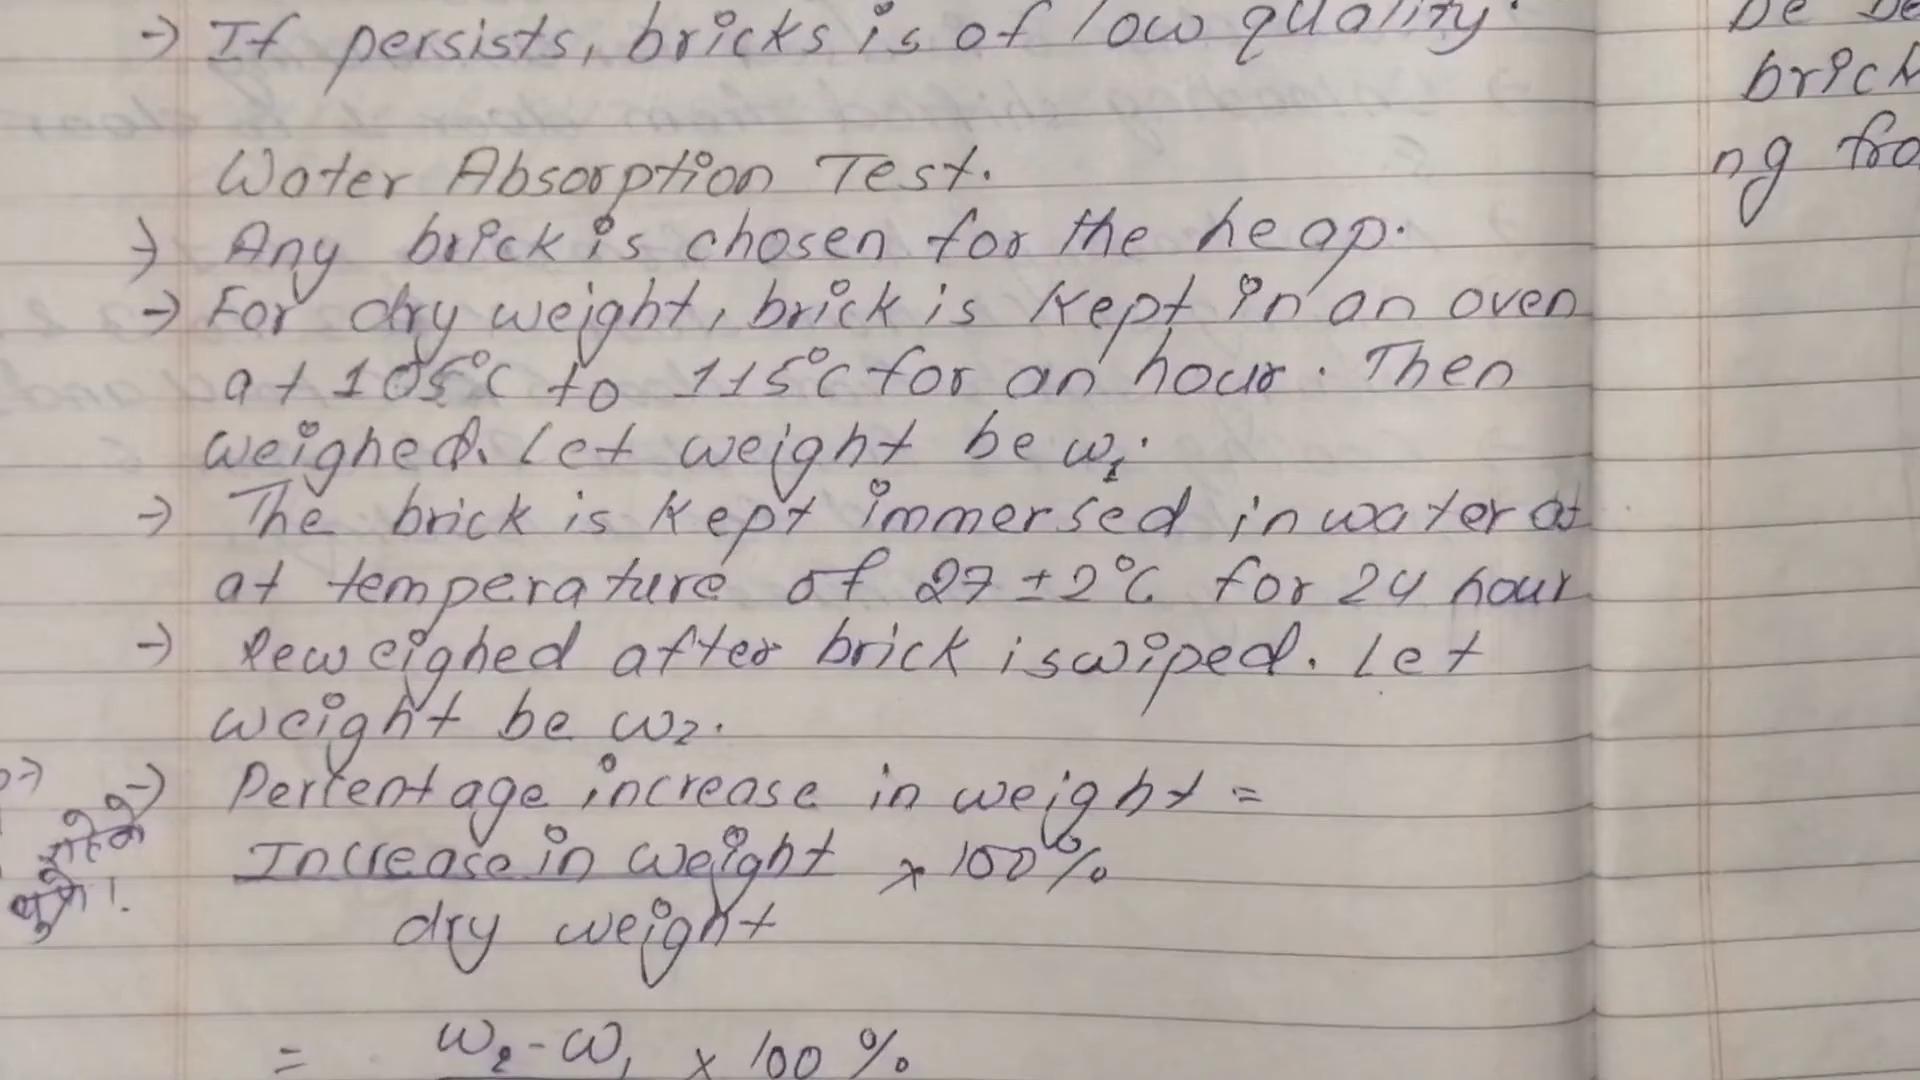 → If persists, bricks is of low quality.
Water Absorption Test.
→ Any brick is chosen for the heap.
→ For dry weight, brick is kept in an oven
at 105°C to 115°C for an hour. Then
weighed. Let weight be w₁.
→ The brick is kept immersed in water at
at temperature of 27 ± 2°C for 24 hour
→ Reweighed after brick is wiped. Let
weight be w₂.
→ Percentage increase in weight =
Increase in weight × 100%
dry weight
= w₂ - w₁ × 100 %
brick
ng fro